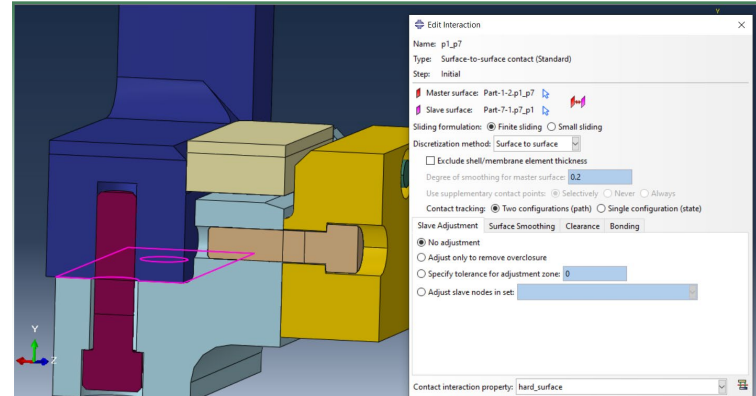 Y
Edit Interaction
Name: p1_p7
Type: Surface-to-surface contact (Standard)
Step: Initial
Master surface: Part-1-2.p1_p7
Slave surface: Part-7-1.p7_p1
Sliding formulation: Finite sliding Small sliding
Discretization method: Surface to surface
Exclude shell/membrane element thickness
Degree of smoothing for master surface: 0.2
Use supplementary contact points: Selectively Never Always
Contact tracking: Two configurations (path) Single configuration (state)
Slave Adjustment Surface Smoothing Clearance Bonding
No adjustment
Adjust only to remove overclosure
Specify tolerance for adjustment zone: 0
Adjust slave nodes in set:
Contact interaction property: hard_surface
Y
Z